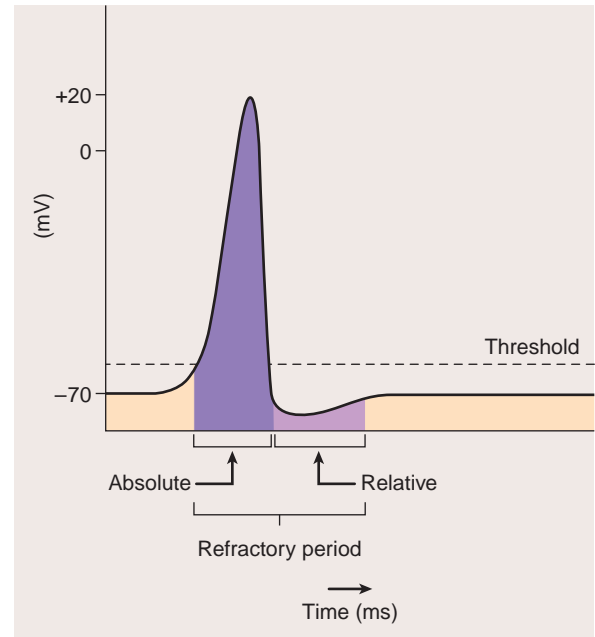 +20
0
(mV)
Threshold
–70
Absolute
Relative
Refractory period
Time (ms)